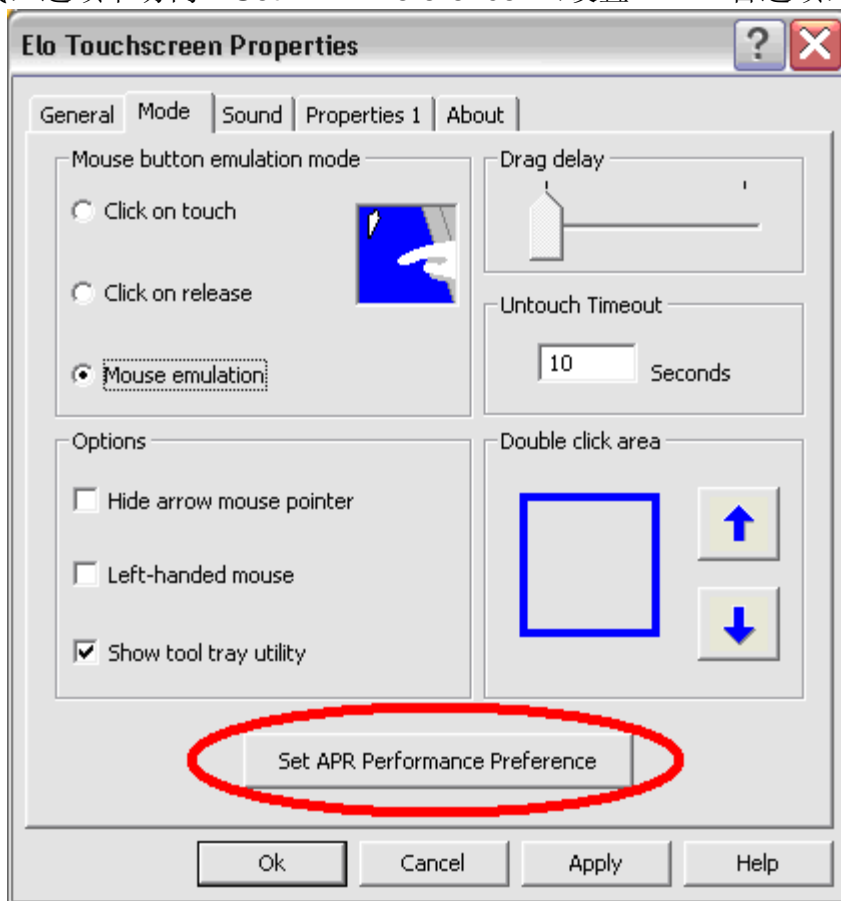 Elo Touchscreen Properties
General Mode Sound Properties 1 About
Mouse button emulation mode
Click on touch
Click on release
Mouse emulation
Drag delay
Untouch Timeout
10 Seconds
Options
Hide arrow mouse pointer
Left-handed mouse
Show tool tray utility
Double click area
Set APR Performance Preference
Ok Cancel Apply Help